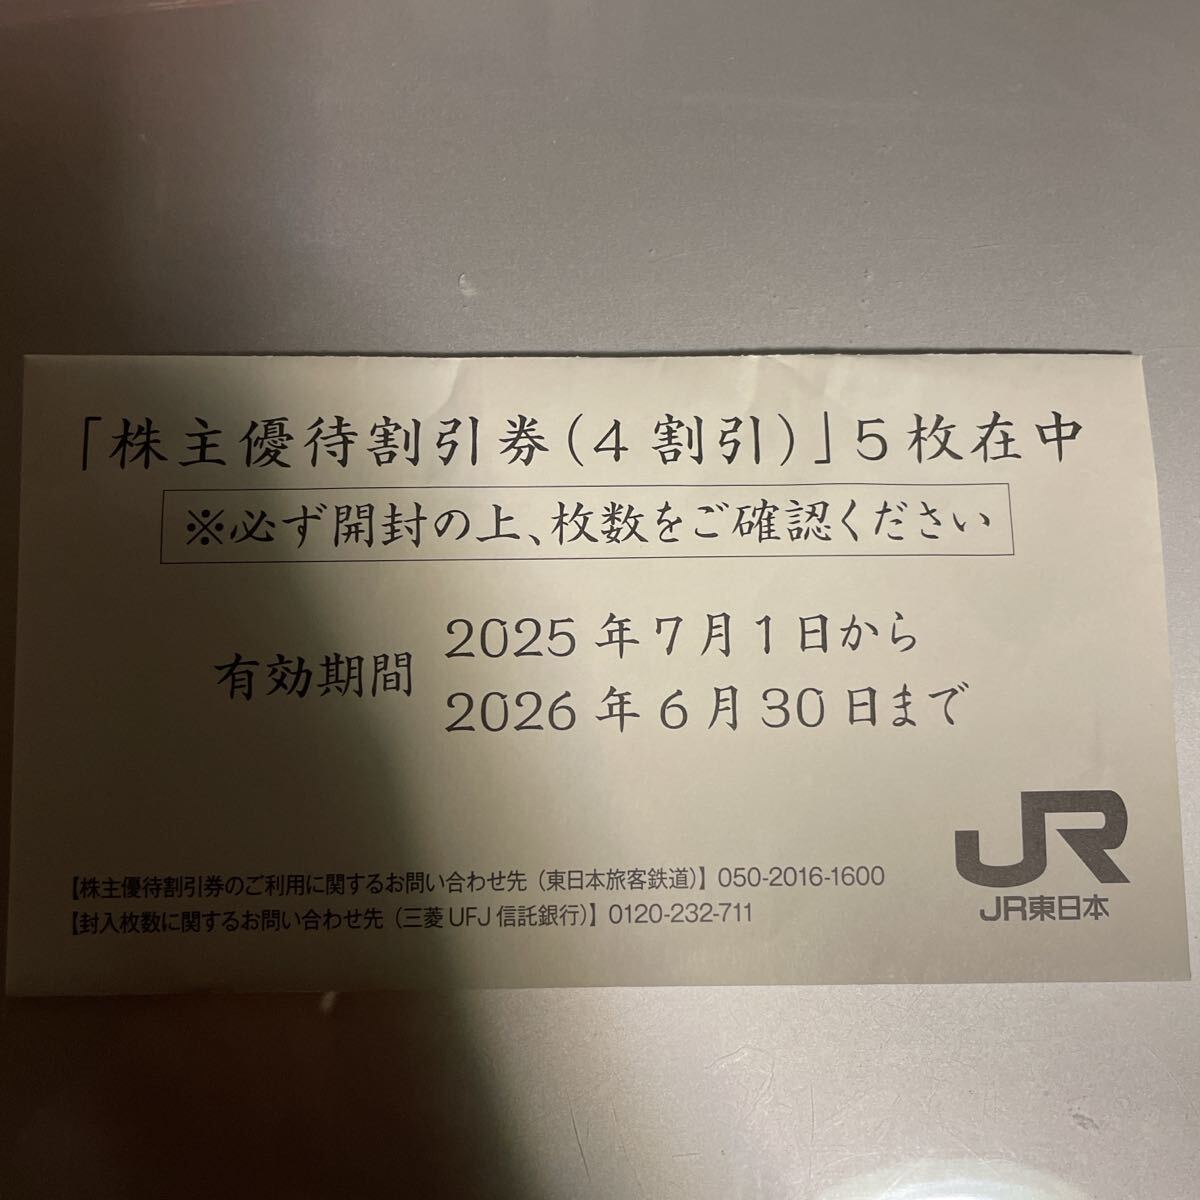 「株主優待割引券(4割引)」5枚在中
※必ず開封の上、枚数をご確認ください
有効期間 2025年7月1日から
2026年6月30日まで
【株主優待割引券のご利用に関するお問い合わせ先（東日本旅客鉄道）】050-2016-1600
【封入枚数に関するお問い合わせ先（三菱UFJ信託銀行）】0120-232-711
JR
JR東日本